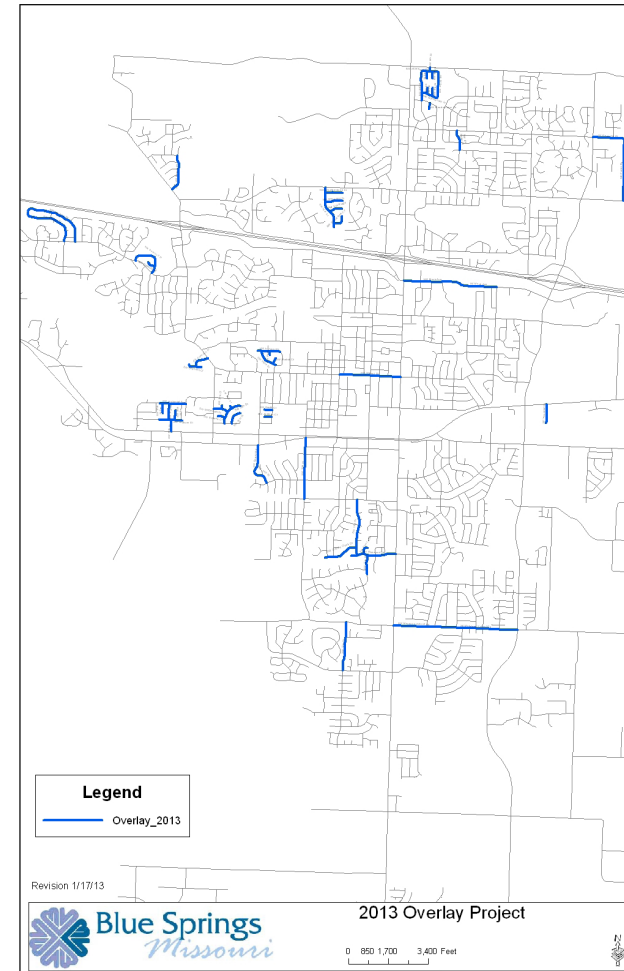 Legend
Overlay_2013
Revision 1/17/13
Blue Springs
Missouri
2013 Overlay Project
0 850 1,700 3,400 Feet
N